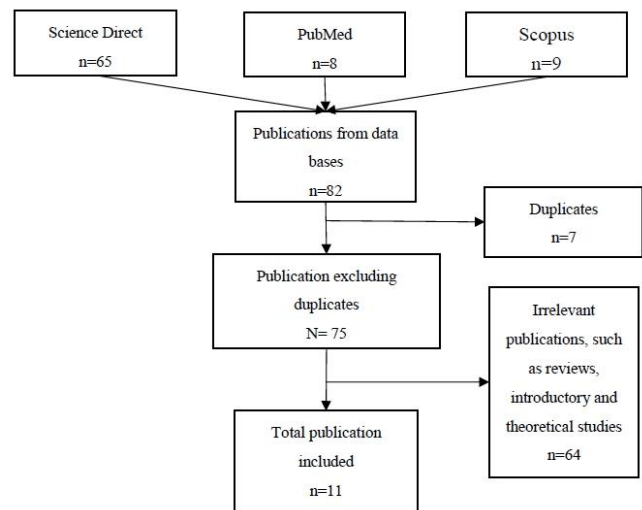 Science Direct
n=65
PubMed
n=8
Scopus
n=9
Publications from data
bases
n=82
Duplicates
n=7
Publication excluding
duplicates
N= 75
Irrelevant
publications, such
as reviews,
introductory and
theoretical studies
n=64
Total publication
included
n=11